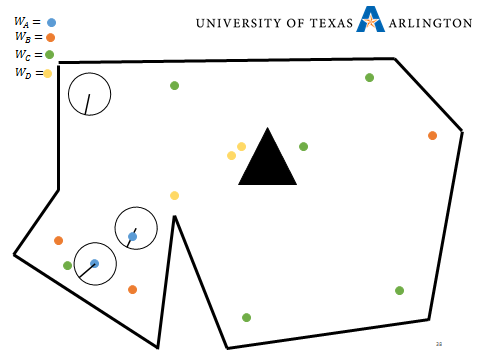 UNIVERSITY OF TEXAS ARLINGTON
W_A =
W_B =
W_C =
W_D =